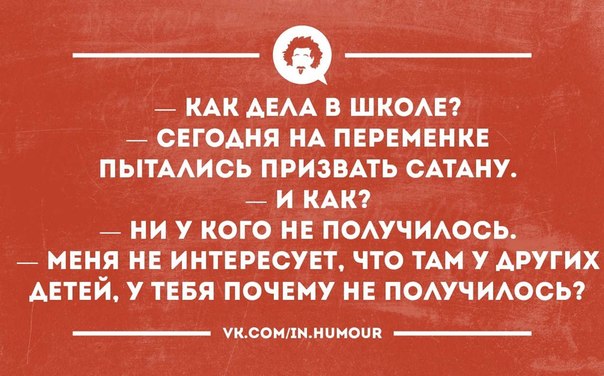 — КАК ДЕЛА В ШКОЛЕ?
— СЕГОДНЯ НА ПЕРЕМЕНКЕ
ПЫТАЛИСЬ ПРИЗВАТЬ САТАНУ.
— И КАК?
— НИ У КОГО НЕ ПОЛУЧИЛОСЬ.
— МЕНЯ НЕ ИНТЕРЕСУЕТ, ЧТО ТАМ У ДРУГИХ
ДЕТЕЙ, У ТЕБЯ ПОЧЕМУ НЕ ПОЛУЧИЛОСЬ?
VK.COM/IN.HUMOUR